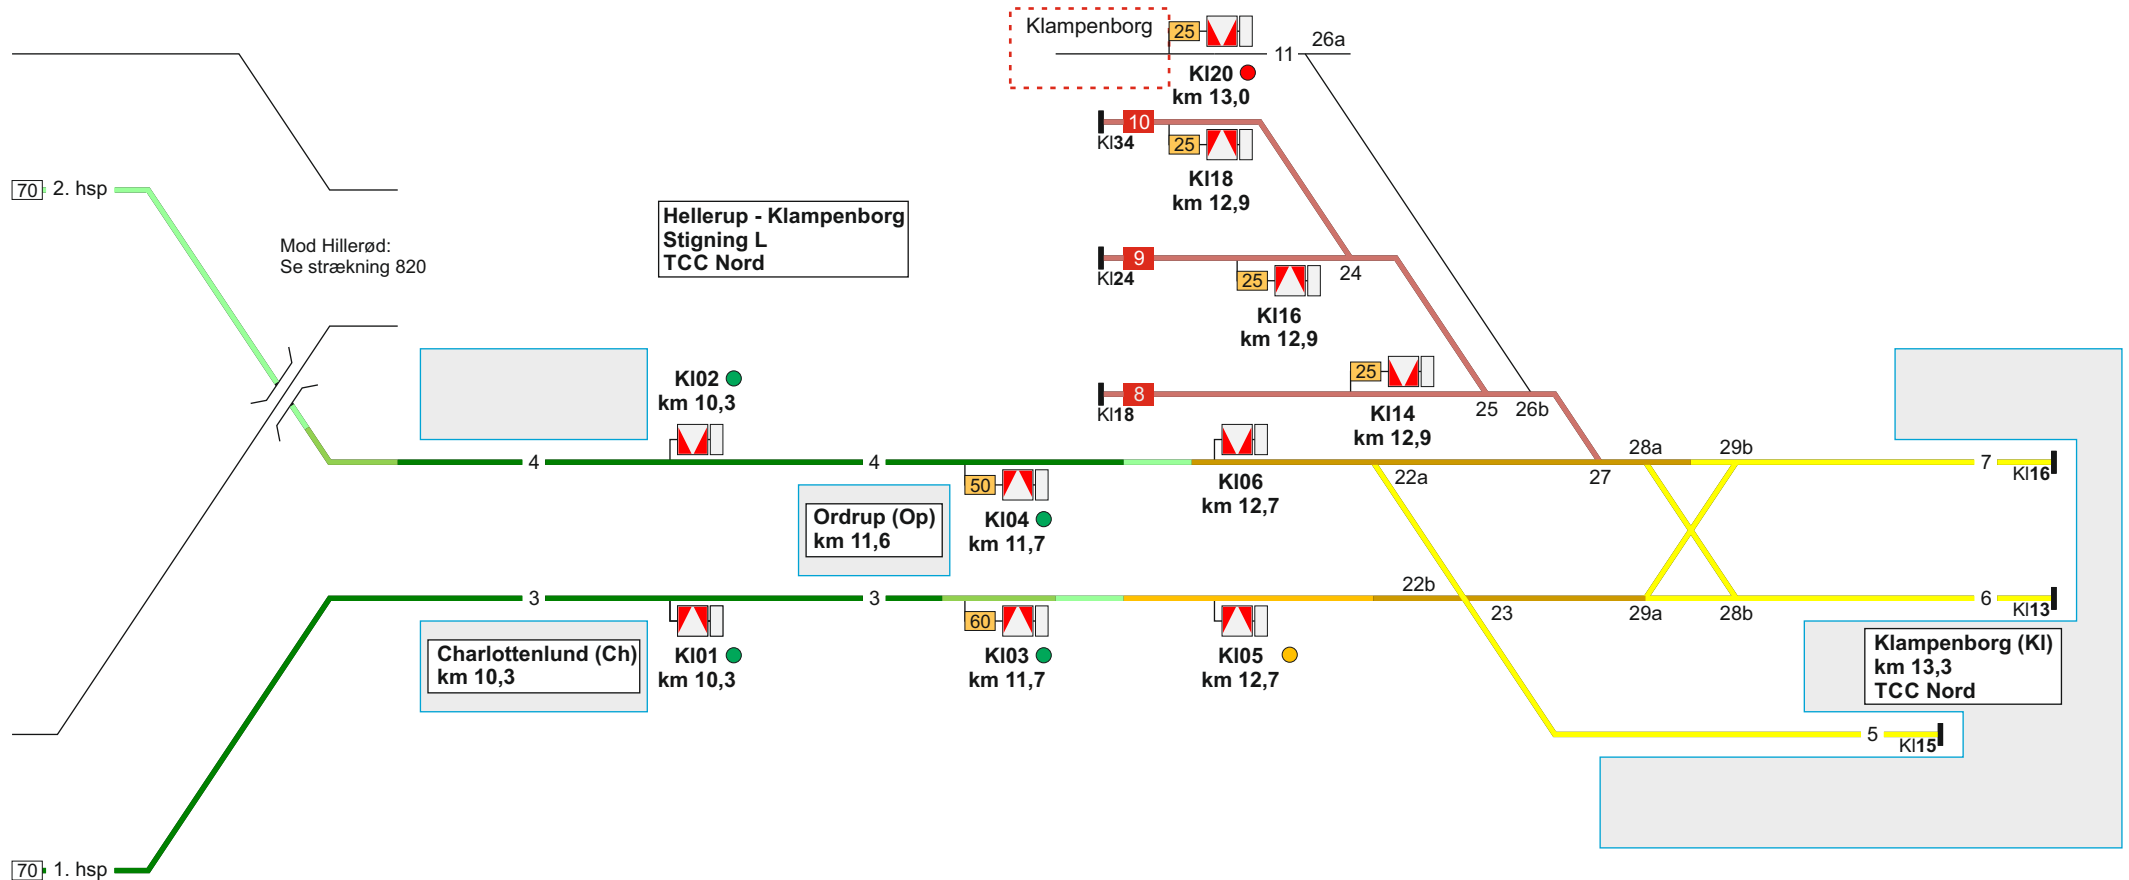 Klampenborg
25
11
26a
Kl20
km 13,0
10
Kl34
25
Kl18
km 12,9
70
2. hsp
Hellerup - Klampenborg
Stigning L
TCC Nord
Mod Hillerød:
Se strækning 820
9
Kl24
25
24
Kl16
km 12,9
Kl02
km 10,3
25
8
Kl18
Kl14
km 12,9
25
26b
4
4
28a
29b
7
Kl16
22a
27
50
Kl06
km 12,7
Ordrup (Op)
km 11,6
Kl04
km 11,7
3
3
22b
23
29a
28b
6
Kl13
60
Charlottenlund (Ch)
km 10,3
Kl01
km 10,3
Kl03
km 11,7
Kl05
km 12,7
Klampenborg (Kl)
km 13,3
TCC Nord
5
Kl15
70
1. hsp